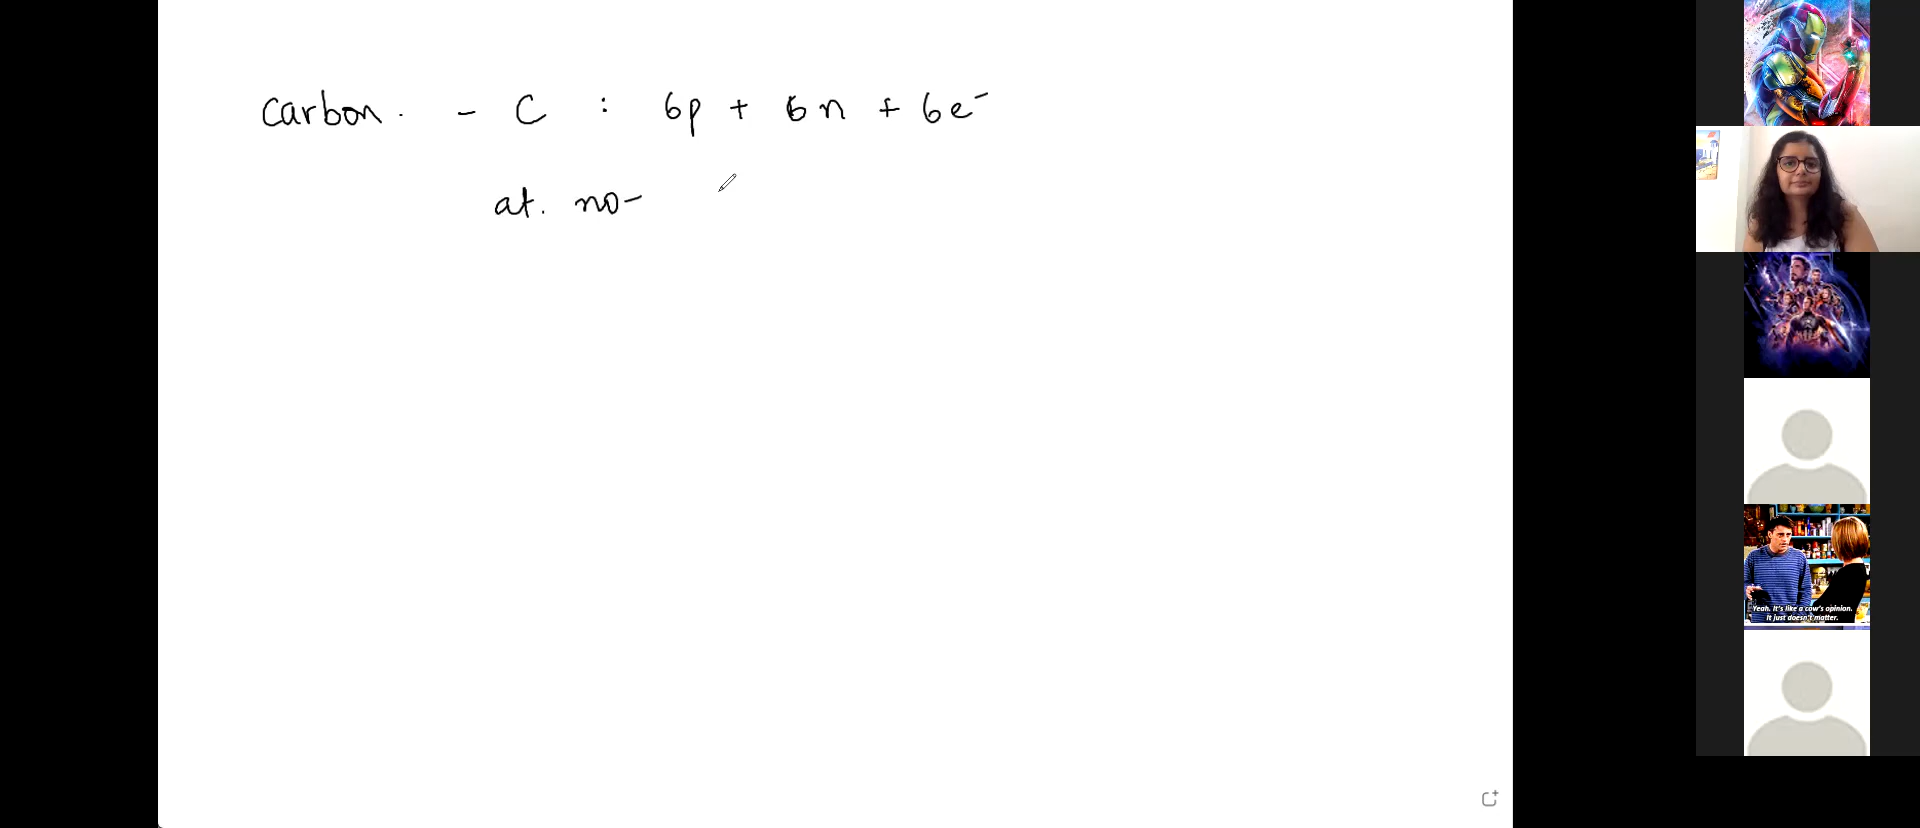 Carbon. - C : 6p + 6n + 6e⁻
at. no-
Yeah. It's like a cow's opinion.
It just doesn't matter.